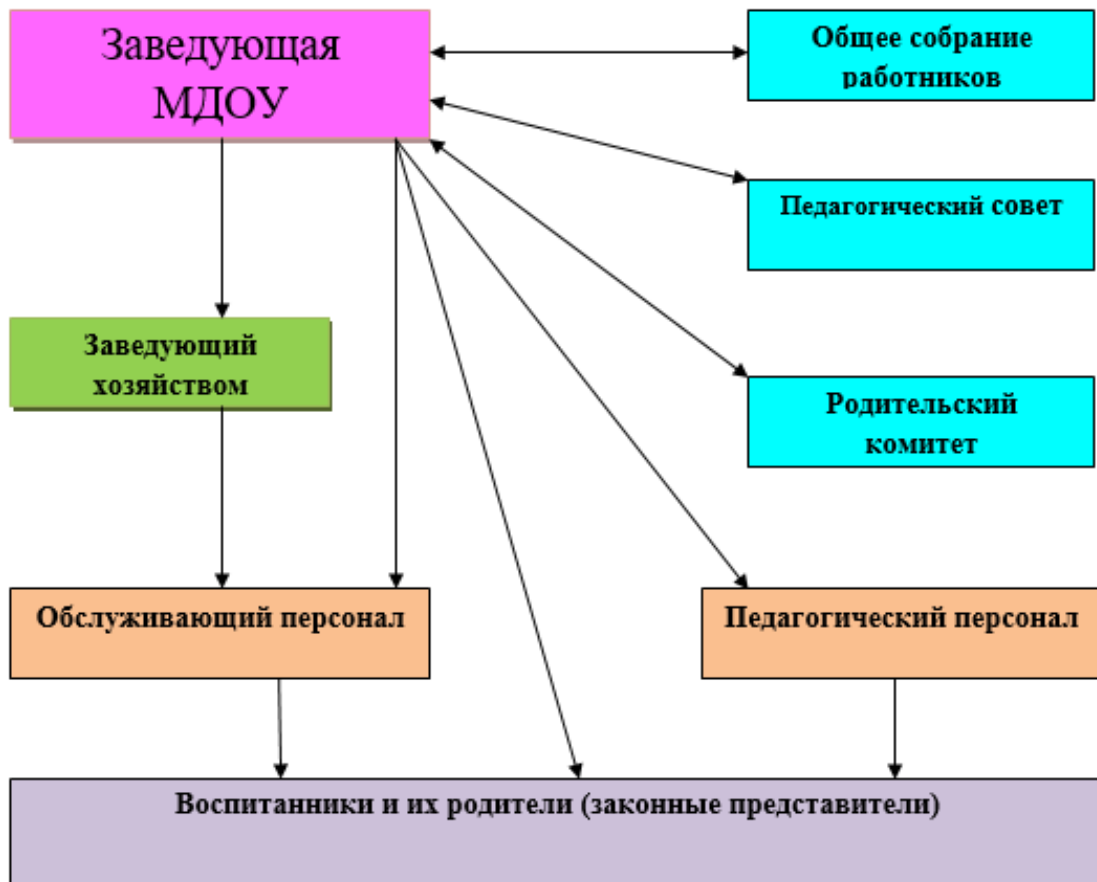 Заведующая
МДОУ
Общее собрание
работников
Педагогический совет
Заведующий
хозяйством
Родительский
комитет
Обслуживающий персонал
Педагогический персонал
Воспитанники и их родители (законные представители)